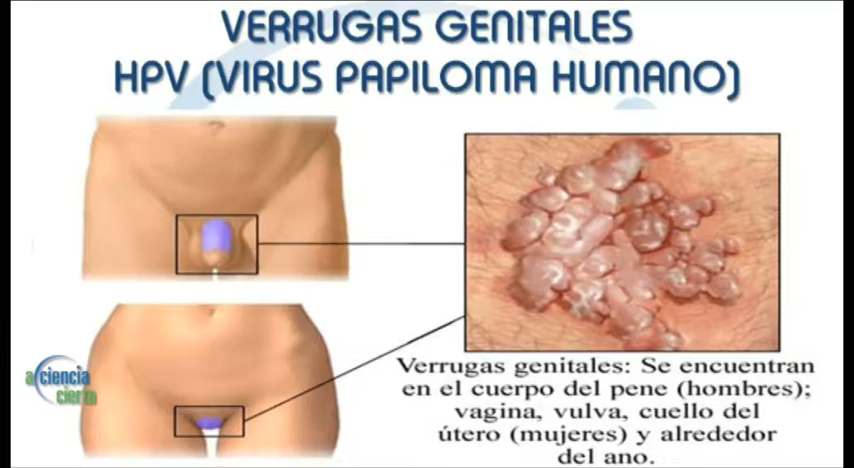 VERRUGAS GENITALES
HPV (VIRUS PAPILOMA HUMANO)
a ciencia
cierta
Verrugas genitales: Se encuentran
en el cuerpo del pene (hombres);
vagina, vulva, cuello del
útero (mujeres) y alrededor
del ano.